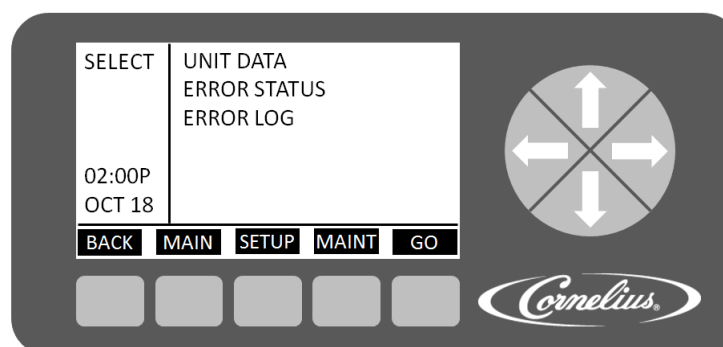 SELECT
UNIT DATA
ERROR STATUS
ERROR LOG
02:00P
OCT 18
BACK MAIN SETUP MAINT GO
Cornelius®